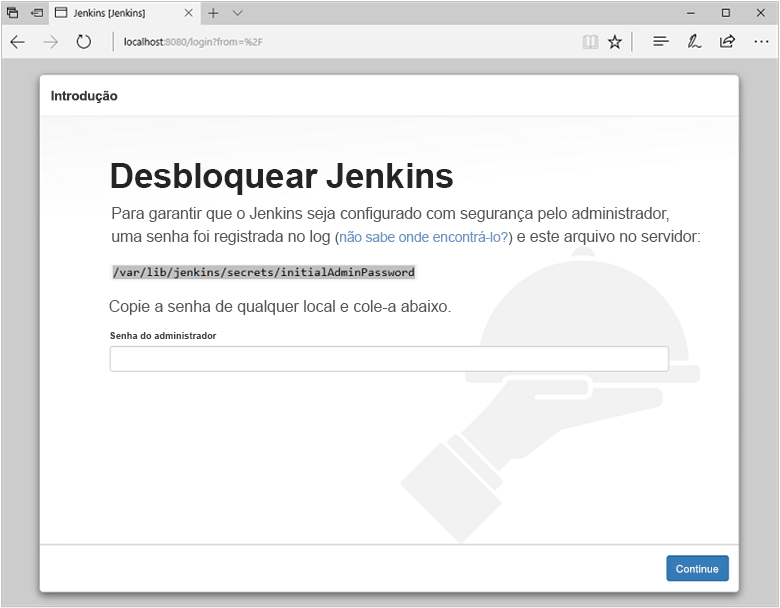 Jenkins [Jenkins]
localhost:8080/login?from=%2F
Introdução
Desbloquear Jenkins
Para garantir que o Jenkins seja configurado com segurança pelo administrador,
uma senha foi registrada no log (não sabe onde encontrá-lo?) e este arquivo no servidor:
/var/lib/jenkins/secrets/initialAdminPassword
Copie a senha de qualquer local e cole-a abaixo.
Senha do administrador
Continue